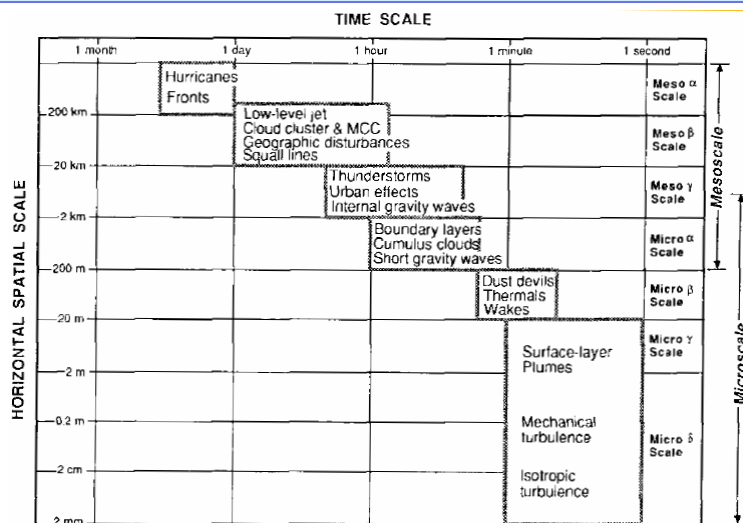 TIME SCALE
1 month 1 day 1 hour 1 minute 1 second
HORIZONTAL SPATIAL SCALE
Hurricanes
Fronts
Meso α
Scale
200 km
Low-level jet
Cloud cluster & MCC
Geographic disturbances
Squall lines
Meso β
Scale
20 km
Thunderstorms
Urban effects
Internal gravity waves
Meso γ
Scale
2 km
Boundary layers
Cumulus clouds
Short gravity waves
Micro α
Scale
200 m
Dust devils
Thermals
Wakes
Micro β
Scale
20 m
Surface-layer
Plumes
Micro γ
Scale
2 m
Mechanical
turbulence
0.2 m
Micro δ
Scale
2 cm
Isotropic
turbulence
2 mm
Mesoscale
Microscale